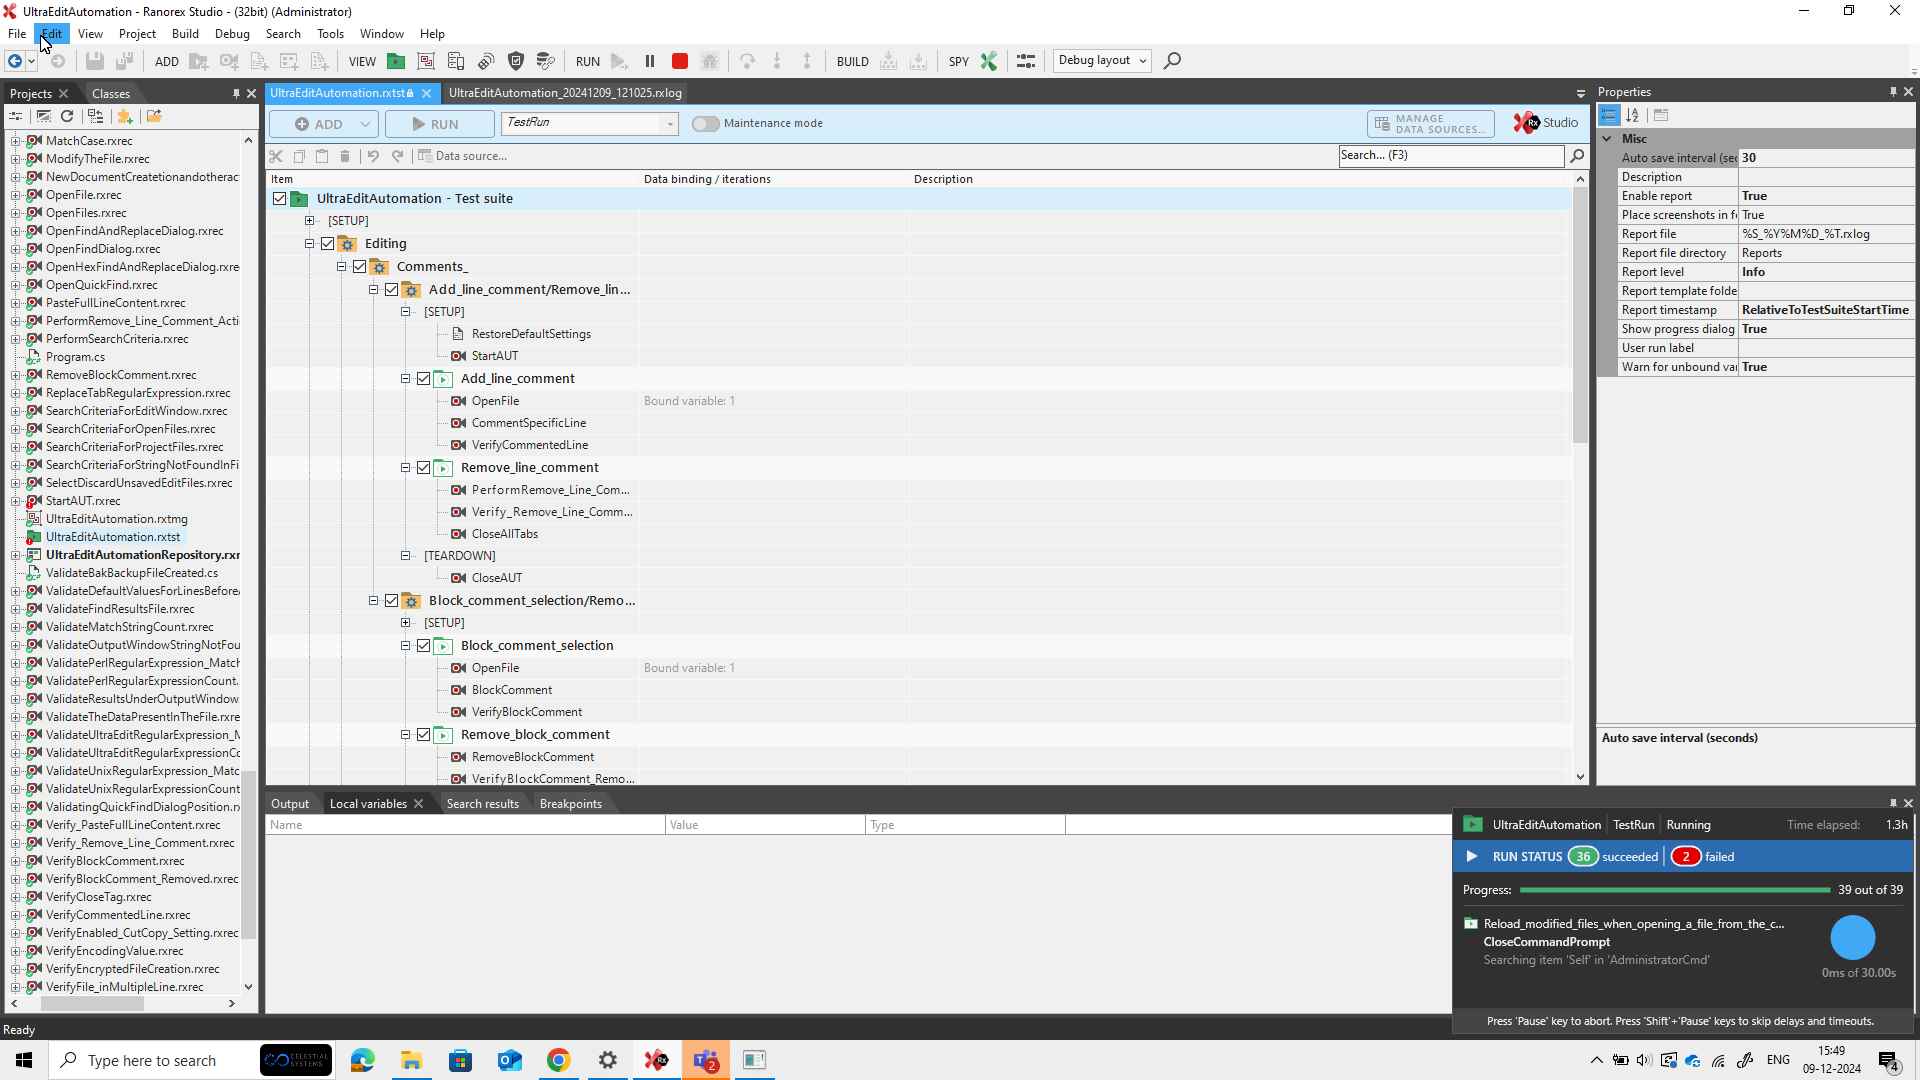 UltraEditAutomation - Ranorex Studio - (32bit) (Administrator)
File Edit View Project Build Debug Search Tools Window Help
ADD VIEW RUN BUILD SPY Debug layout
Projects Classes
MatchCase.rxrec
ModifyTheFile.rxrec
NewDocumentCreatetionandotherac
OpenFile.rxrec
OpenFiles.rxrec
OpenFindAndReplaceDialog.rxrec
OpenFindDialog.rxrec
OpenHexFindAndReplaceDialog.rxre
OpenQuickFind.rxrec
PasteFullLineContent.rxrec
PerformRemove_Line_Comment_Acti
PerformSearchCriteria.rxrec
Program.cs
RemoveBlockComment.rxrec
ReplaceTabRegularExpression.rxrec
SearchCriteriaForEditWindow.rxrec
SearchCriteriaForOpenFiles.rxrec
SearchCriteriaForProjectFiles.rxrec
SearchCriteriaForStringNotFoundInFi
SelectDiscardUnsavedEditFiles.rxrec
StartAUT.rxrec
UltraEditAutomation.rxtmg
UltraEditAutomation.rxtst
UltraEditAutomationRepository.rxr
ValidateBakBackupFileCreated.cs
ValidateDefaultValuesForLinesBefore
ValidateFindResultsFile.rxrec
ValidateMatchStringCount.rxrec
ValidateOutputWindowStringNotFou
ValidatePerlRegularExpression_Match
ValidatePerlRegularExpressionCount.
ValidateResultsUnderOutputWindow
ValidateTheDataPresentInTheFile.rxre
ValidateUltraEditRegularExpression_M
ValidateUltraEditRegularExpressionCo
ValidateUnixRegularExpression_Matc
ValidateUnixRegularExpressionCount
ValidatingQuickFindDialogPosition.rx
Verify_PasteFullLineContent.rxrec
Verify_Remove_Line_Comment.rxrec
VerifyBlockComment.rxrec
VerifyBlockComment_Removed.rxrec
VerifyCloseTag.rxrec
VerifyCommentedLine.rxrec
VerifyEnabled_CutCopy_Setting.rxrec
VerifyEncodingValue.rxrec
VerifyEncryptedFileCreation.rxrec
VerifyFile_inMultipleLine.rxrec
UltraEditAutomation.rxtst UltraEditAutomation_20241209_121025.rxlog
ADD RUN TestRun Maintenance mode MANAGE DATA SOURCES... Rx Studio
Data source... Search... (F3)
Item Data binding / iterations Description
UltraEditAutomation - Test suite
[SETUP]
Editing
Comments_
Add_line_comment/Remove_lin...
[SETUP]
RestoreDefaultSettings
StartAUT
Add_line_comment
OpenFile Bound variable: 1
CommentSpecificLine
VerifyCommentedLine
Remove_line_comment
PerformRemove_Line_Com...
Verify_Remove_Line_Comm...
CloseAllTabs
[TEARDOWN]
CloseAUT
Block_comment_selection/Remo...
[SETUP]
Block_comment_selection
OpenFile Bound variable: 1
BlockComment
VerifyBlockComment
Remove_block_comment
RemoveBlockComment
VerifyBlockComment_Remo...
Properties
Misc
Auto save interval (sec 30
Description
Enable report True
Place screenshots in f True
Report file %S_%Y%M%D_%T.rxlog
Report file directory Reports
Report level Info
Report template folde
Report timestamp RelativeToTestSuiteStartTime
Show progress dialog True
User run label
Warn for unbound va True
Auto save interval (seconds)
Output Local variables Search results Breakpoints
Name Value Type
UltraEditAutomation TestRun Running Time elapsed: 1.3h
RUN STATUS 36 succeeded 2 failed
Progress: 39 out of 39
Reload_modified_files_when_opening_a_file_from_the_c...
CloseCommandPrompt
Searching item 'Self' in 'AdministratorCmd'
0ms of 30.00s
Press 'Pause' key to abort. Press 'Shift'+'Pause' keys to skip delays and timeouts.
Ready
Type here to search CELESTIAL SYSTEMS 2 ENG 15:49
09-12-2024 4